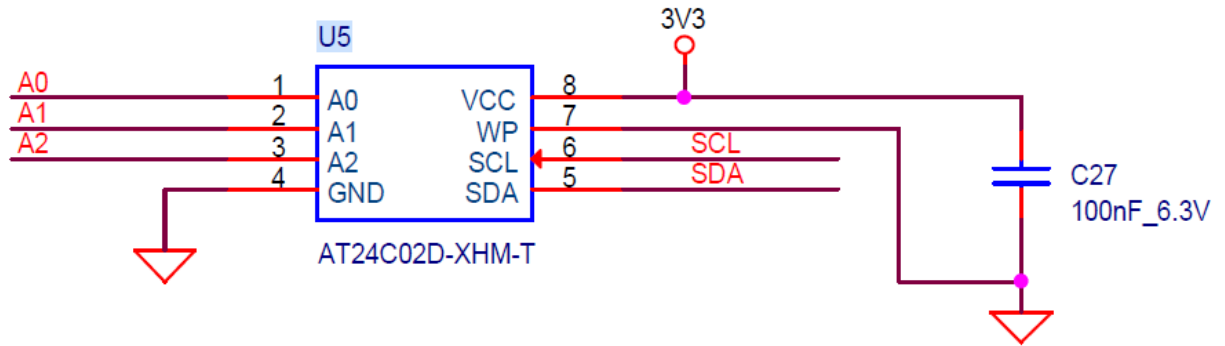 3V3
U5
A0 1 A0 VCC 8
A1 2 A1 WP 7
A2 3 A2 SCL 6 SCL
4 GND SDA 5 SDA
C27
100nF_6.3V
AT24C02D-XHM-T